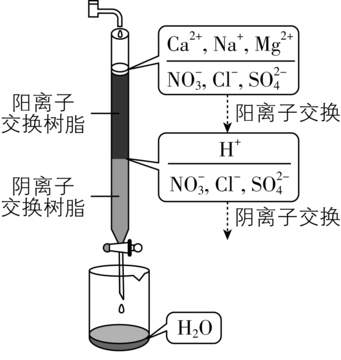 Ca²⁺, Na⁺, Mg²⁺
NO₃⁻, Cl⁻, SO₄²⁻
阳离子
交换树脂
阳离子交换
H⁺
NO₃⁻, Cl⁻, SO₄²⁻
阴离子
交换树脂
阴离子交换
H₂O